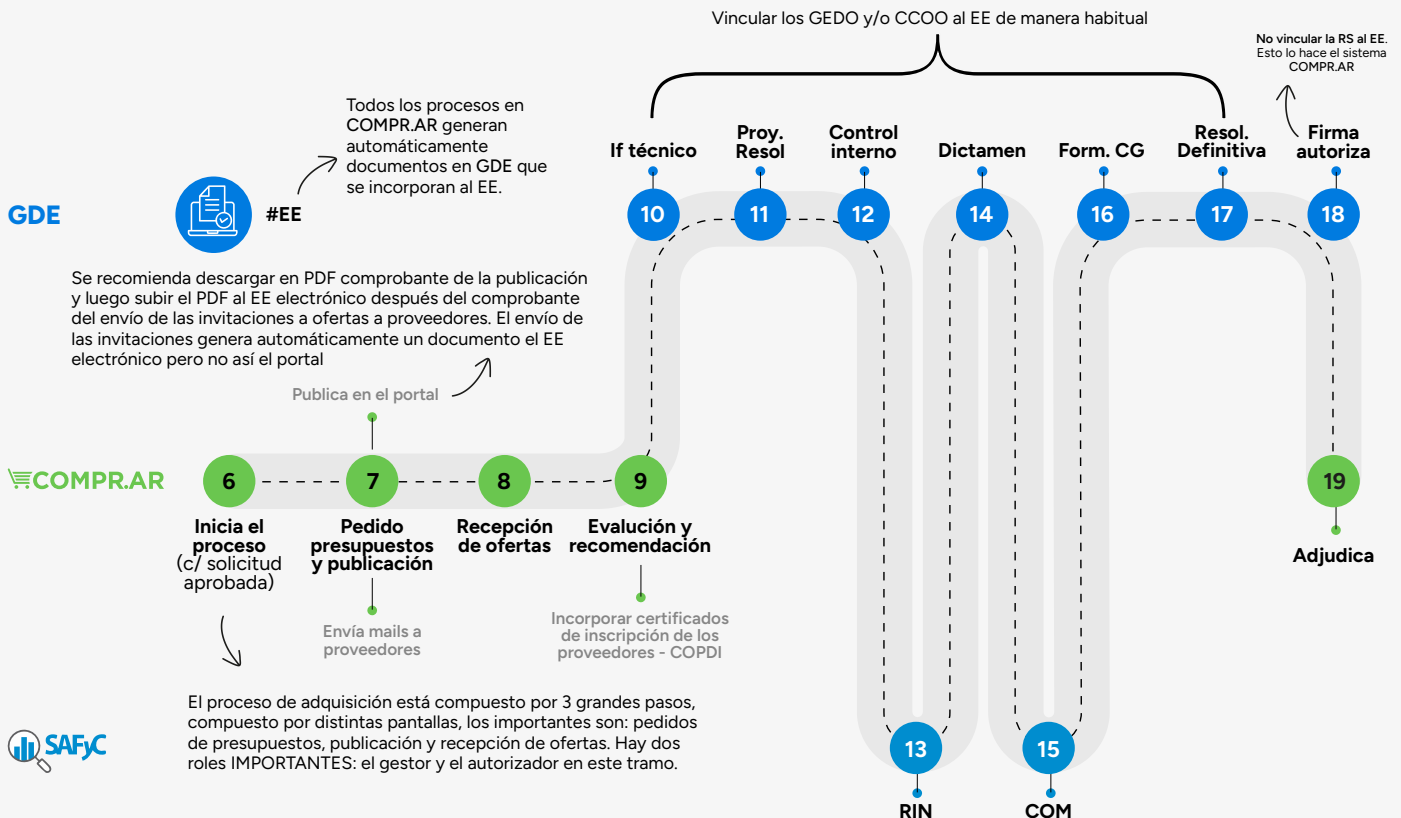 Vincular los GEDO y/o CCOO al EE de manera habitual
No vincular la RS al EE.
Esto lo hace el sistema
COMPR.AR
Todos los procesos en
COMPR.AR generan
automáticamente
documentos en GDE que
se incorporan al EE.
If técnico
Proy.
Resol
Control
interno
Dictamen
Form. CG
Resol.
Definitiva
Firma
autoriza
GDE
#EE
10
11
12
14
16
17
18
Se recomienda descargar en PDF comprobante de la publicación
y luego subir el PDF al EE electrónico después del comprobante
del envío de las invitaciones a ofertas a proveedores. El envío de
las invitaciones genera automáticamente un documento el EE
electrónico pero no así el portal
Publica en el portal
COMPR.AR
6
7
8
9
19
Inicia el
proceso
(c/ solicitud
aprobada)
Pedido
presupuestos
y publicación
Recepción
de ofertas
Evalución y
recomendación
Adjudica
Envía mails a
proveedores
Incorporar certificados
de inscripción de los
proveedores - COPDI
El proceso de adquisición está compuesto por 3 grandes pasos,
compuesto por distintas pantallas, los importantes son: pedidos
de presupuestos, publicación y recepción de ofertas. Hay dos
roles IMPORTANTES: el gestor y el autorizador en este tramo.
SAFyC
13
15
RIN
COM